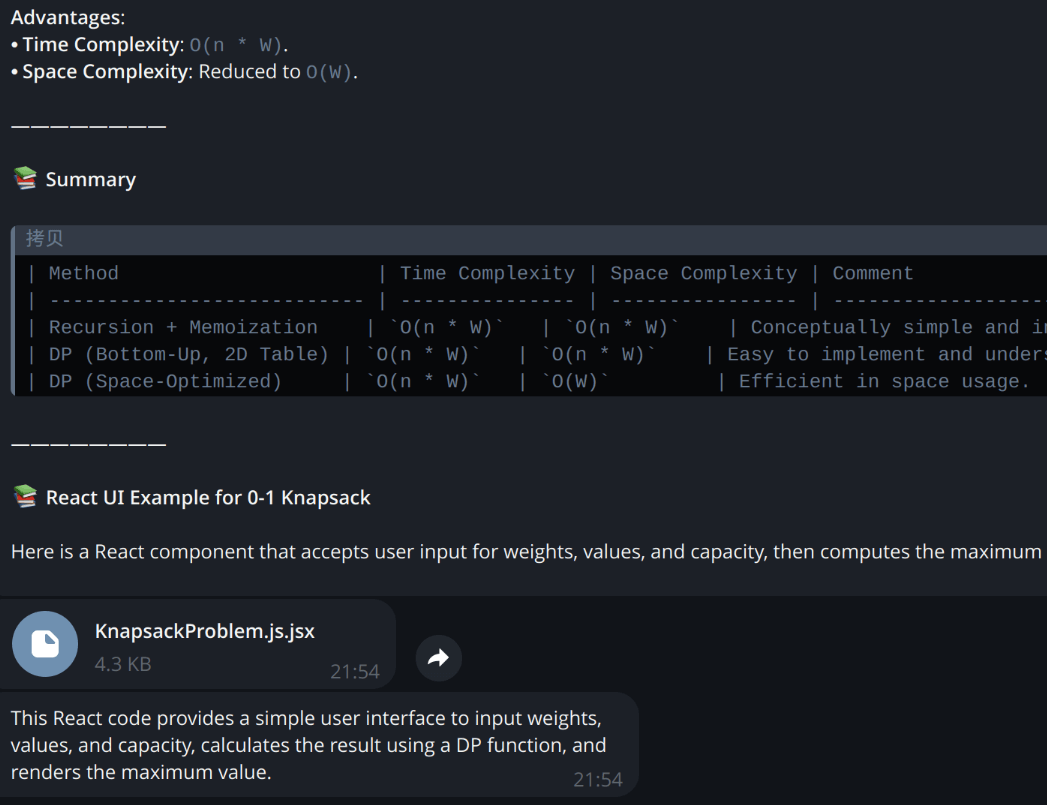 Advantages:
• Time Complexity: O(n * W).
• Space Complexity: Reduced to O(W).
————————
📚 Summary
拷贝
| Method                      | Time Complexity | Space Complexity | Comment
| --------------------------- | --------------- | ---------------- | ------------------
| Recursion + Memoization    | `O(n * W)`   | `O(n * W)`    | Conceptually simple and
| DP (Bottom-Up, 2D Table) | `O(n * W)`   | `O(n * W)`    | Easy to implement and
| DP (Space-Optimized)     | `O(n * W)`   | `O(W)`         | Efficient in space usage.
————————
📚 React UI Example for 0-1 Knapsack
Here is a React component that accepts user input for weights, values, and capacity, then computes the maximum
KnapsackProblem.js.jsx
4.3 KB
21:54
This React code provides a simple user interface to input weights,
values, and capacity, calculates the result using a DP function, and
renders the maximum value.
21:54